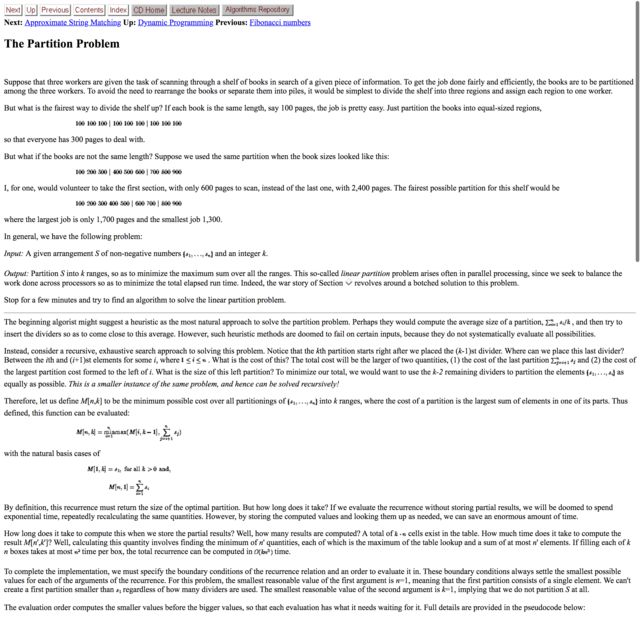 Next Up Previous Contents Index CD Home Lecture Notes Algorithms Repository
Next: Approximate String Matching Up: Dynamic Programming Previous: Fibonacci numbers
The Partition Problem
Suppose that three workers are given the task of scanning through a shelf of books in search of a given piece of information. To get the job done fairly and efficiently, the books are to be partitioned
among the three workers. To avoid the need to rearrange the books or separate them into piles, it would be simplest to divide the shelf into three regions and assign each region to one worker.
But what is the fairest way to divide the shelf up? If each book is the same length, say 100 pages, the job is pretty easy. Just partition the books into equal-sized regions,
100 100 100 | 100 100 100 | 100 100 100
so that everyone has 300 pages to deal with.
But what if the books are not the same length? Suppose we used the same partition when the book sizes looked like this:
100 200 300 | 400 500 600 | 700 800 900
I, for one, would volunteer to take the first section, with only 600 pages to scan, instead of the last one, with 2,400 pages. The fairest possible partition for this shelf would be
100 200 300 400 500 | 600 700 | 800 900
where the largest job is only 1,700 pages and the smallest job 1,300.
In general, we have the following problem:
Input: A given arrangement S of non-negative numbers {s₁,…,sₙ} and an integer k.
Output: Partition S into k ranges, so as to minimize the maximum sum over all the ranges. This so-called linear partition problem arises often in parallel processing, since we seek to balance the
work done across processors so as to minimize the total elapsed run time. Indeed, the war story of Section revolves around a botched solution to this problem.
Stop for a few minutes and try to find an algorithm to solve the linear partition problem.
The beginning algorist might suggest a heuristic as the most natural approach to solve the partition problem. Perhaps they would compute the average size of a partition, , and then try to
insert the dividers so as to come close to this average. However, such heuristic methods are doomed to fail on certain inputs, because they do not systematically evaluate all possibilities.
Instead, consider a recursive, exhaustive search approach to solving this problem. Notice that the kth partition starts right after we placed the (k-1)st divider. Where can we place this last divider?
Between the ith and (i+1)st elements for some i, where 1 ≤ i ≤ n. What is the cost of this? The total cost will be the larger of two quantities, (1) the cost of the last partition and (2) the cost of
the largest partition cost formed to the left of i. What is the size of this left partition? To minimize our total, we would want to use the k-2 remaining dividers to partition the elements as
equally as possible. This is a smaller instance of the same problem, and hence can be solved recursively!
Therefore, let us define M[n,k] to be the minimum possible cost over all partitionings of into k ranges, where the cost of a partition is the largest sum of elements in one of its parts. Thus
defined, this function can be evaluated:
M[n, k] = min max(M[i, k − 1], Σ sⱼ)
with the natural basis cases of
M[1, k] = s₁, for all k > 0 and,
M[n, 1] = Σ sᵢ
By definition, this recurrence must return the size of the optimal partition. But how long does it take? If we evaluate the recurrence without storing partial results, we will be doomed to spend
exponential time, repeatedly recalculating the same quantities. However, by storing the computed values and looking them up as needed, we can save an enormous amount of time.
How long does it take to compute this when we store the partial results? Well, how many results are computed? A total of k · n cells exist in the table. How much time does it take to compute the
result M[n',k']? Well, calculating this quantity involves finding the minimum of n' quantities, each of which is the maximum of the table lookup and a sum of at most n' elements. If filling each of k
n boxes takes at most n² time per box, the total recurrence can be computed in O(kn³) time.
To complete the implementation, we must specify the boundary conditions of the recurrence relation and an order to evaluate it in. These boundary conditions always settle the smallest possible
values for each of the arguments of the recurrence. For this problem, the smallest reasonable value of the first argument is n=1, meaning that the first partition consists of a single element. We can't
create a first partition smaller than s₁ regardless of how many dividers are used. The smallest reasonable value of the second argument is k=1, implying that we do not partition S at all.
The evaluation order computes the smaller values before the bigger values, so that each evaluation has what it needs waiting for it. Full details are provided in the pseudocode below: